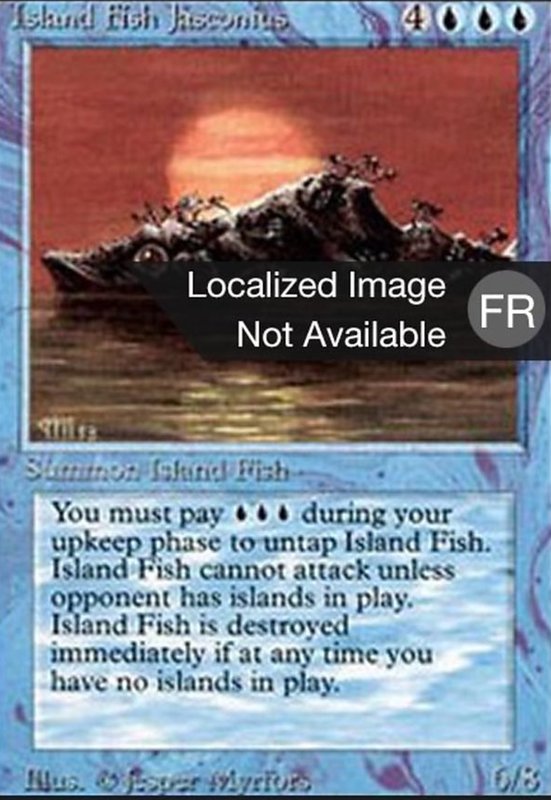 Island Fish Jasconius 4
Localized Image
Not Available
FR
Summon Island Fish
You must pay during your
upkeep phase to untap Island Fish.
Island Fish cannot attack unless
opponent has islands in play.
Island Fish is destroyed
immediately if at any time you
have no islands in play.
Illus. © Jesper Myrfors 6/8